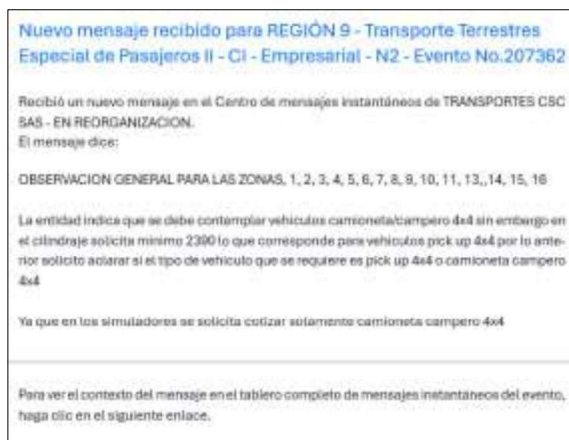 Nuevo mensaje recibido para REGIÓN 9 - Transporte Terrestres
Especial de Pasajeros II - CI - Empresarial - N2 - Evento No.207362
Recibió un nuevo mensaje en el Centro de mensajes instantáneos de TRANSPORTES CSC
SAS - EN REORGANIZACION.
El mensaje dice:
OBSERVACION GENERAL PARA LAS ZONAS, 1, 2, 3, 4, 5, 6, 7, 8, 9, 10, 11, 13,,14, 15, 16
La entidad indica que se debe contemplar vehiculos camioneta/campero 4x4 sin embargo en
el cilindraje solicita minimo 2390 lo que corresponde para vehiculos pick up 4x4 por lo ante-
rior solicito aclarar si el tipo de vehiculo que se requiere es pick up 4x4 o camioneta campero
4x4
Ya que en los simuladores se solicita cotizar solamente camioneta campero 4x4
Para ver el contexto del mensaje en el tablero completo de mensajes instantáneos del evento,
haga clic en el siguiente enlace.